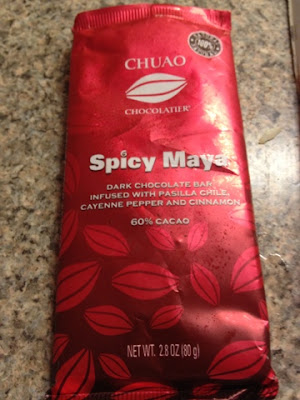 CHUAO
CHOCOLATIER®
Spicy Maya
DARK CHOCOLATE BAR
INFUSED WITH PASILLA CHILE,
CAYENNE PEPPER AND CINNAMON
60% CACAO
NET WT. 2.8 OZ (80 g)